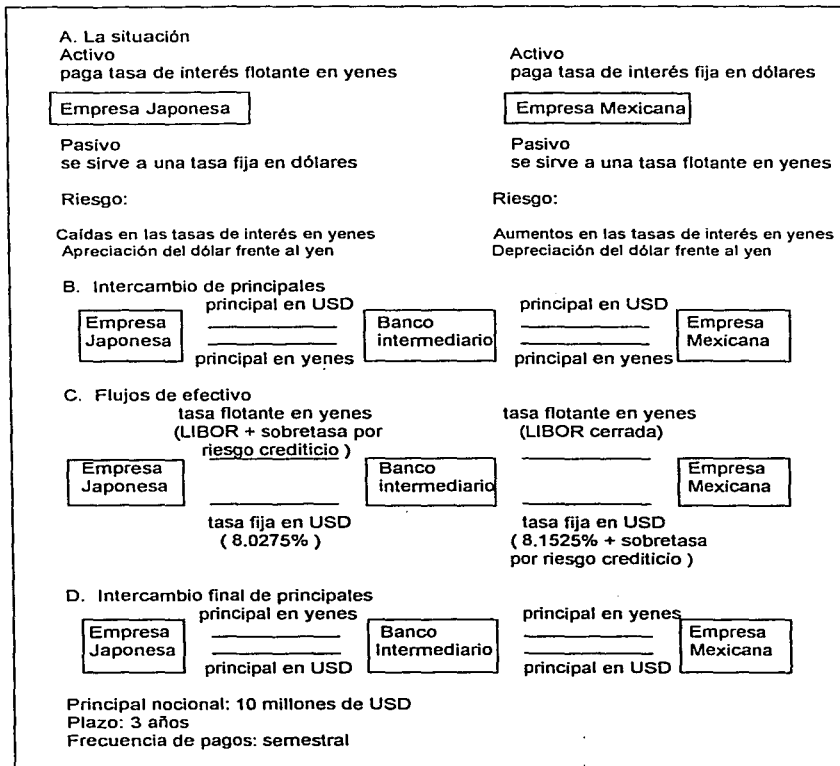 A. La situación
Activo
paga tasa de interés flotante en yenes
Empresa Japonesa
Pasivo
se sirve a una tasa fija en dólares
Riesgo:
Caídas en las tasas de interés en yenes
Apreciación del dólar frente al yen
Activo
paga tasa de interés fija en dólares
Empresa Mexicana
Pasivo
se sirve a una tasa flotante en yenes
Riesgo:
Aumentos en las tasas de interés en yenes
Depreciación del dólar frente al yen
B. Intercambio de principales
principal en USD
principal en USD
Empresa
Japonesa
Banco
intermediario
Empresa
Mexicana
principal en yenes
principal en yenes
C. Flujos de efectivo
tasa flotante en yenes
(LIBOR + sobretasa por
riesgo crediticio )
tasa flotante en yenes
(LIBOR cerrada)
Empresa
Japonesa
Banco
intermediario
Empresa
Mexicana
tasa fija en USD
( 8.0275% )
tasa fija en USD
( 8.1525% + sobretasa
por riesgo crediticio )
D. Intercambio final de principales
principal en yenes
principal en yenes
Empresa
Japonesa
Banco
Intermediario
Empresa
Mexicana
principal en USD
principal en USD
Principal nocional: 10 millones de USD
Plazo: 3 años
Frecuencia de pagos: semestral